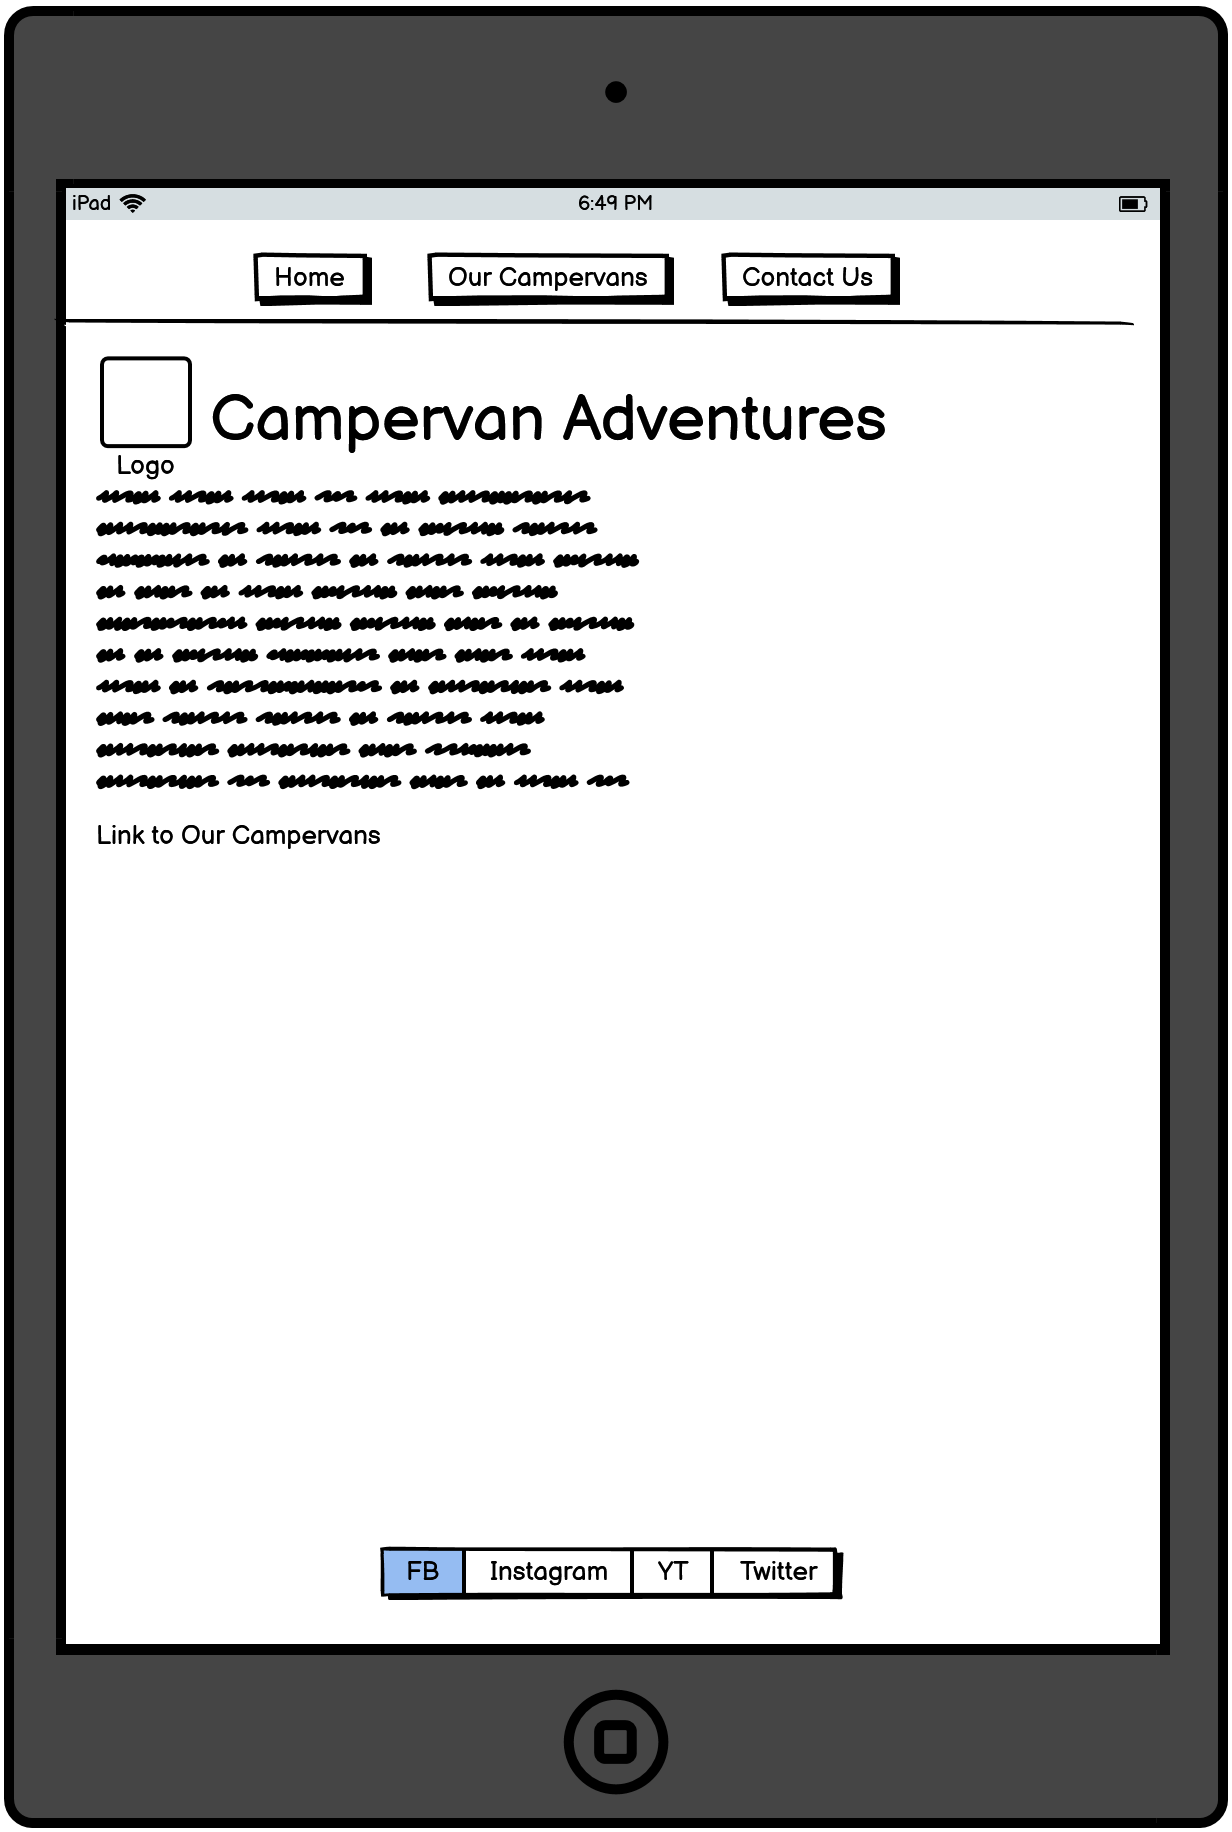 iPad 6:49 PM
Home Our Campervans Contact Us
Campervan Adventures
Logo
Link to Our Campervans
FB Instagram YT Twitter